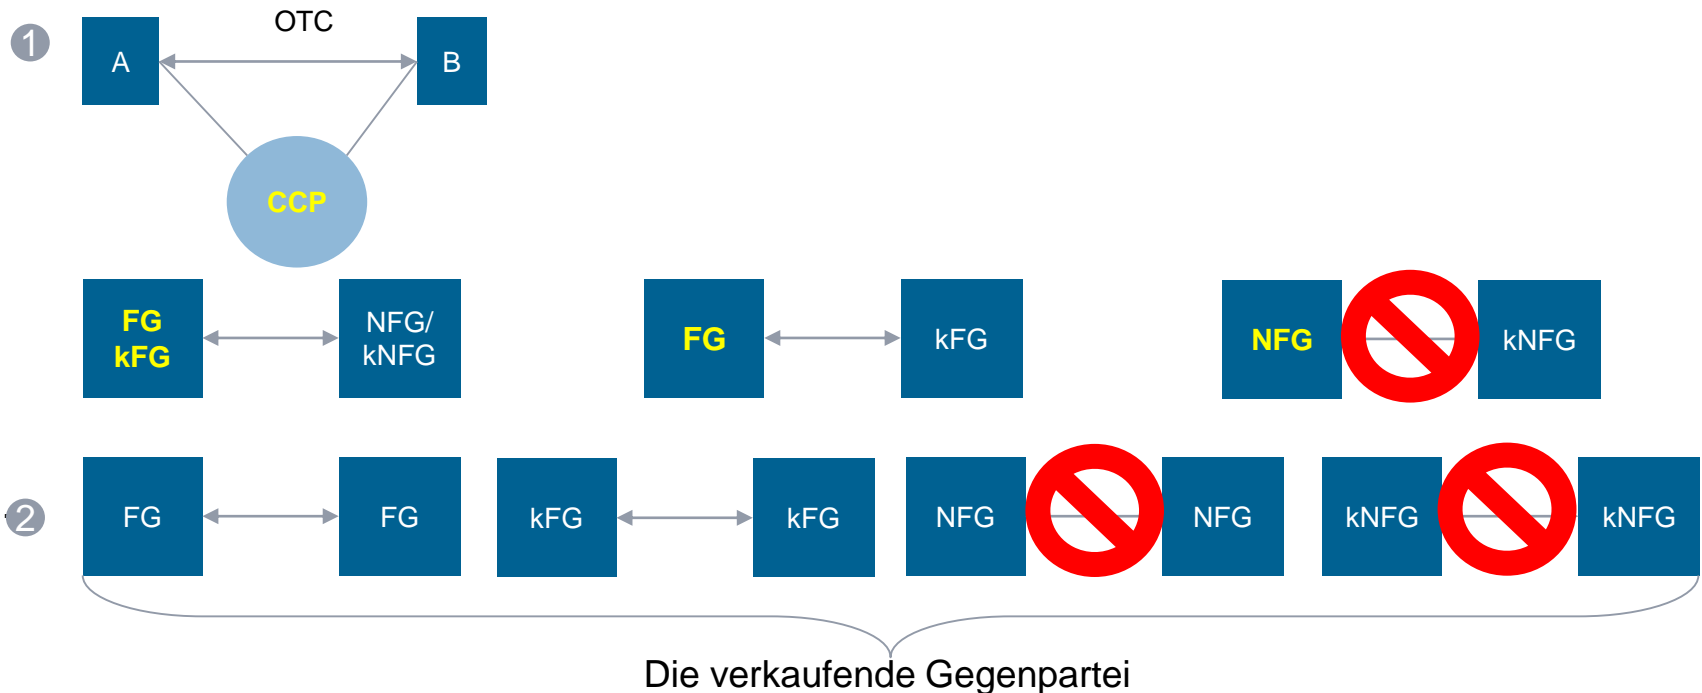 1
OTC
A
B
CCP
FG
kFG
NFG/
kNFG
FG
kFG
NFG
kNFG
2
FG
FG
kFG
kFG
NFG
NFG
kNFG
kNFG
Die verkaufende Gegenpartei